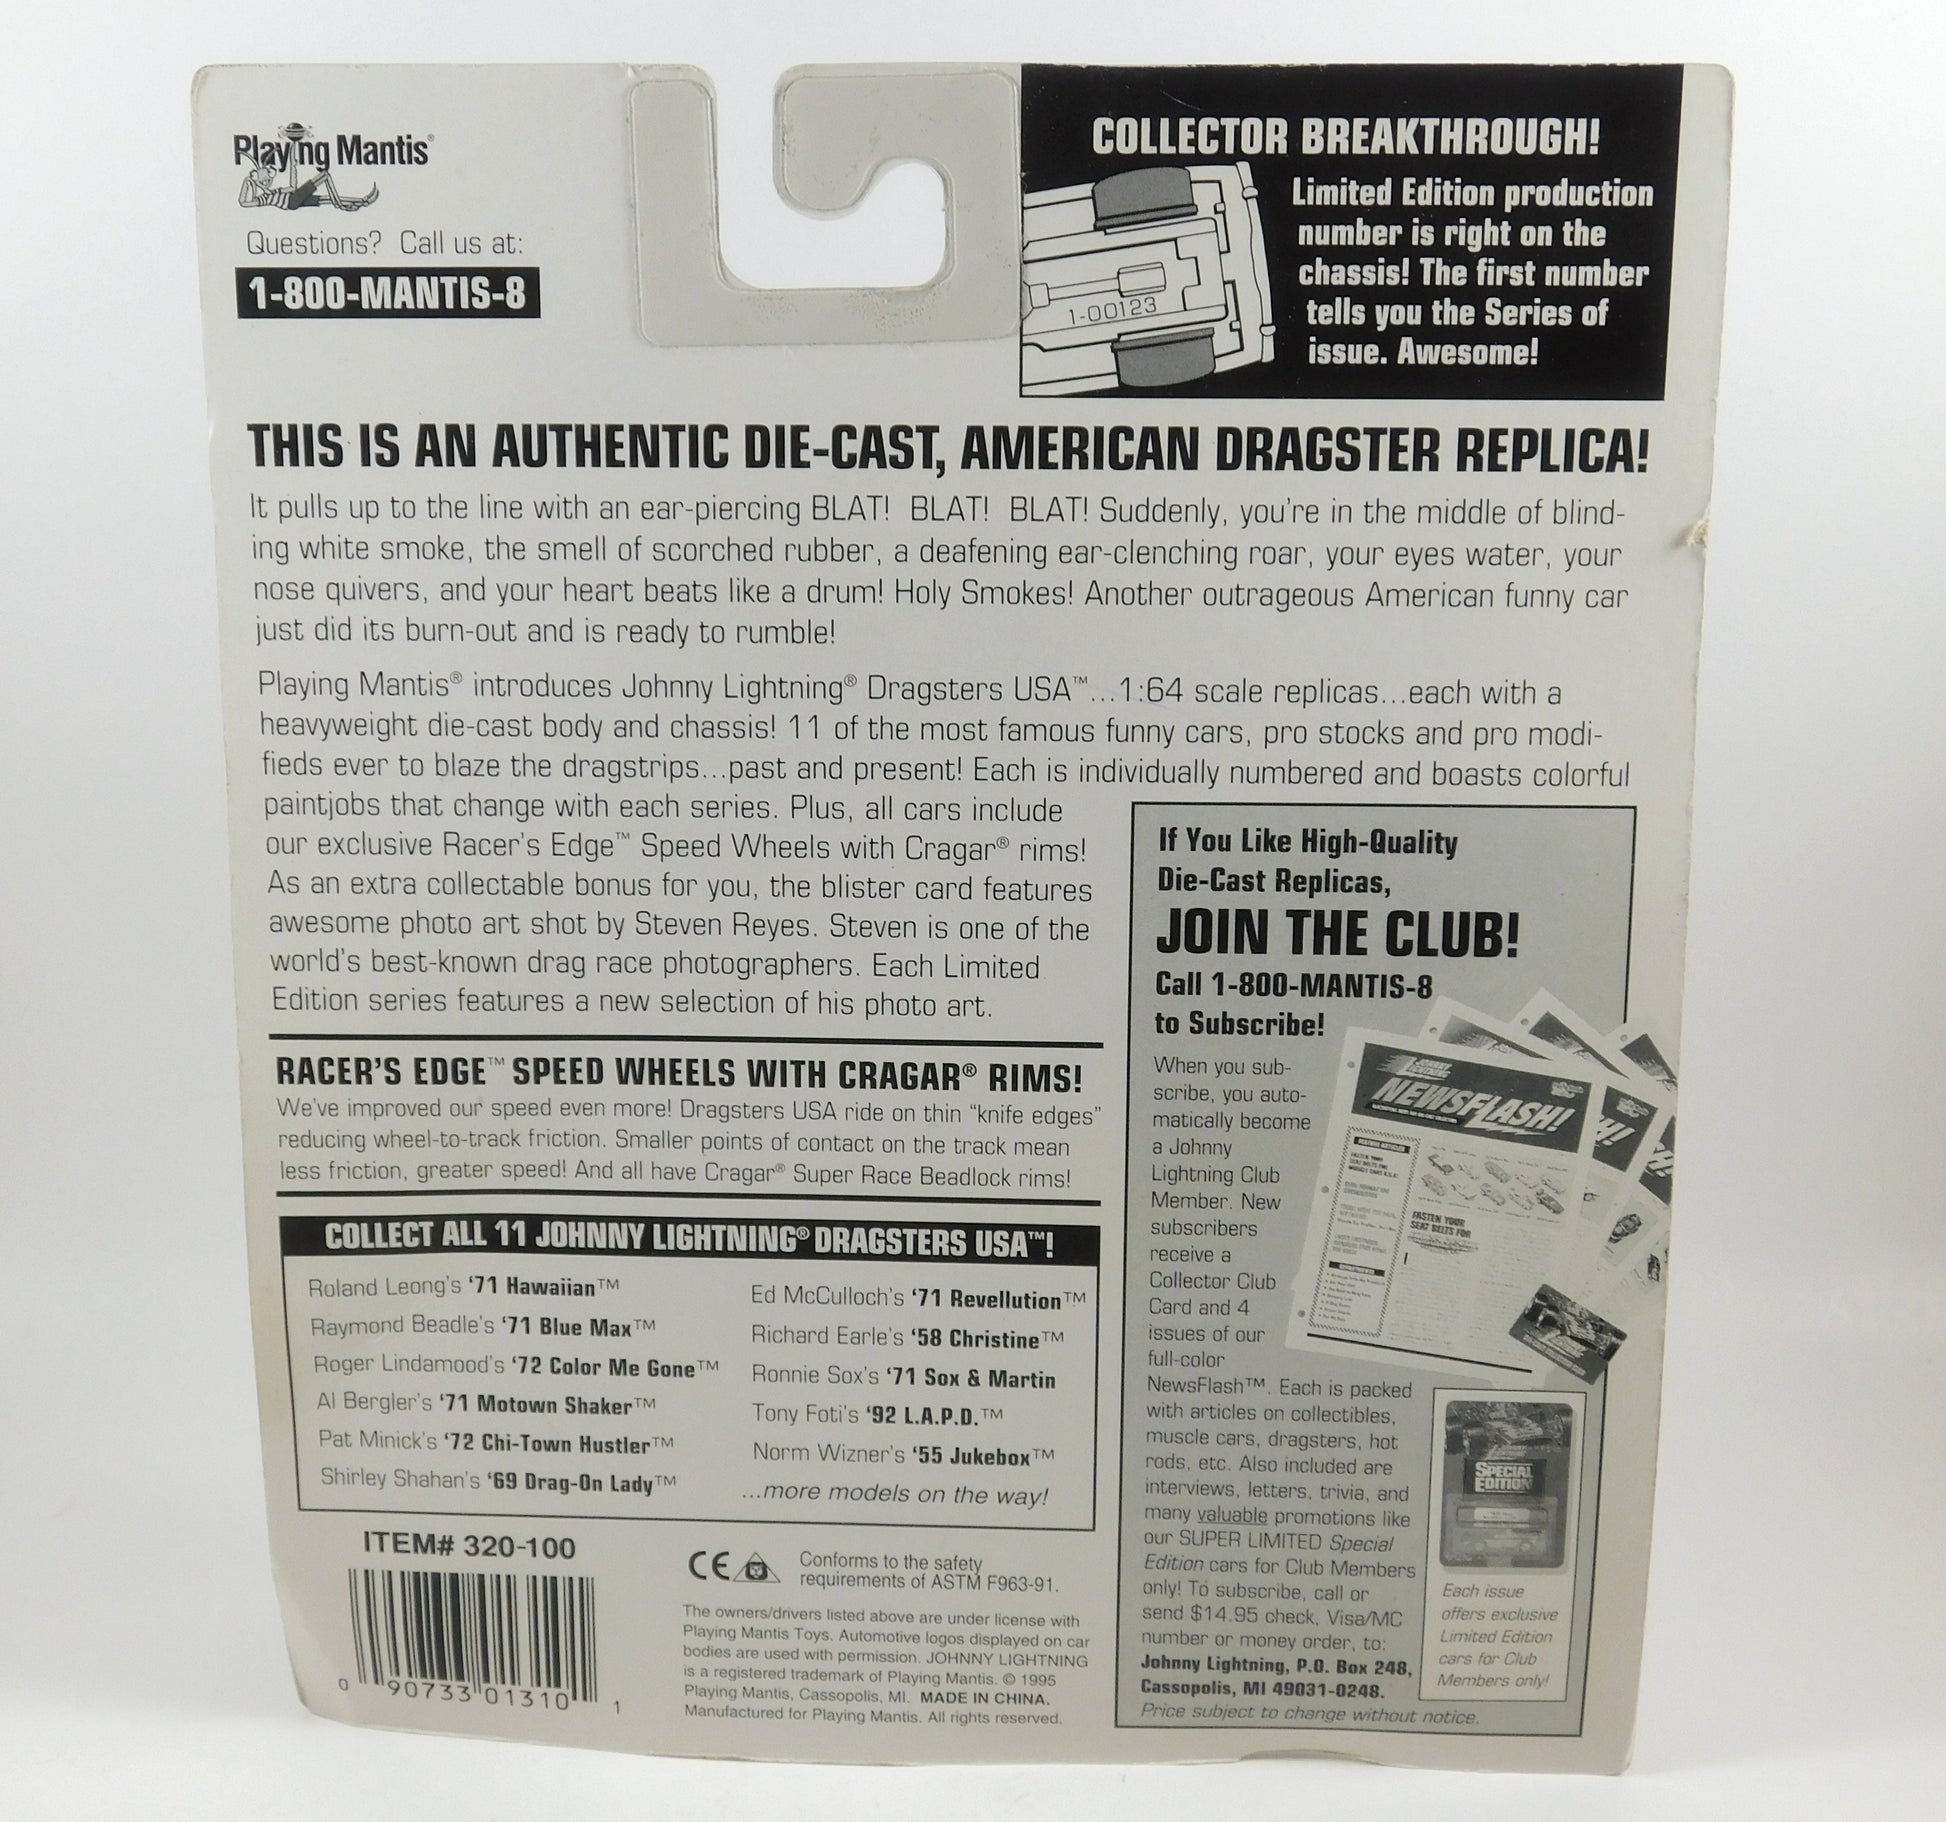 Playing Mantis®
Questions? Call us at:
1-800-MANTIS-8
COLLECTOR BREAKTHROUGH!
Limited Edition production
number is right on the
chassis! The first number
tells you the Series of
issue. Awesome!
1-00123
THIS IS AN AUTHENTIC DIE-CAST, AMERICAN DRAGSTER REPLICA!
It pulls up to the line with an ear-piercing BLAT! BLAT! BLAT! Suddenly, you're in the middle of blind-
ing white smoke, the smell of scorched rubber, a deafening ear-clenching roar, your eyes water, your
nose quivers, and your heart beats like a drum! Holy Smokes! Another outrageous American funny car
just did its burn-out and is ready to rumble!
Playing Mantis® introduces Johnny Lightning® Dragsters USA™...1:64 scale replicas...each with a
heavyweight die-cast body and chassis! 11 of the most famous funny cars, pro stocks and pro modi-
fieds ever to blaze the dragstrips...past and present! Each is individually numbered and boasts colorful
paintjobs that change with each series. Plus, all cars include
our exclusive Racer's Edge™ Speed Wheels with Cragar® rims!
As an extra collectable bonus for you, the blister card features
awesome photo art shot by Steven Reyes. Steven is one of the
world's best-known drag race photographers. Each Limited
Edition series features a new selection of his photo art.
RACER'S EDGE™ SPEED WHEELS WITH CRAGAR® RIMS!
We've improved our speed even more! Dragsters USA ride on thin "knife edges"
reducing wheel-to-track friction. Smaller points of contact on the track mean
less friction, greater speed! And all have Cragar® Super Race Beadlock rims!
COLLECT ALL 11 JOHNNY LIGHTNING® DRAGSTERS USA™!
Roland Leong's '71 Hawaiian™
Raymond Beadle's '71 Blue Max™
Roger Lindamood's '72 Color Me Gone™
Al Bergler's '71 Motown Shaker™
Pat Minick's '72 Chi-Town Hustler™
Shirley Shahan's '69 Drag-On Lady™
Ed McCulloch's '71 Revellution™
Richard Earle's '58 Christine™
Ronnie Sox's '71 Sox & Martin
Tony Foti's '92 L.A.P.D.™
Norm Wizner's '55 Jukebox™
...more models on the way!
ITEM# 320-100
0 90733 01310 1
CE
Conforms to the safety
requirements of ASTM F963-91.
The owners/drivers listed above are under license with
Playing Mantis Toys. Automotive logos displayed on car
bodies are used with permission. JOHNNY LIGHTNING
is a registered trademark of Playing Mantis. © 1995
Playing Mantis, Cassopolis, MI. MADE IN CHINA.
Manufactured for Playing Mantis. All rights reserved.
If You Like High-Quality
Die-Cast Replicas,
JOIN THE CLUB!
Call 1-800-MANTIS-8
to Subscribe!
When you sub-
scribe, you auto-
matically become
a Johnny
Lightning Club
Member. New
subscribers
receive a
Collector Club
Card and 4
issues of our
full-color
NewsFlash™. Each is packed
with articles on collectibles,
muscle cars, dragsters, hot
rods, etc. Also included are
interviews, letters, trivia, and
many valuable promotions like
our SUPER LIMITED Special
Edition cars for Club Members
only! To subscribe, call or
send $14.95 check, Visa/MC
number or money order, to:
Johnny Lightning, P.O. Box 248,
Cassopolis, MI 49031-0248.
Price subject to change without notice.
NEWSFLASH!
FASTEN YOUR
SEAT BELTS FOR
SPECIAL
EDITION
Each issue
offers exclusive
Limited Edition
cars for Club
Members only!